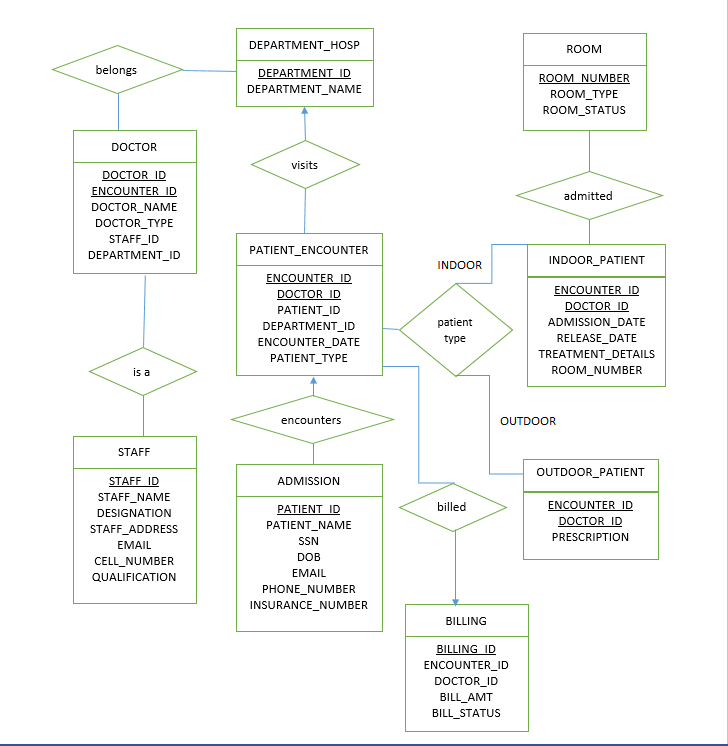 belongs
DEPARTMENT_HOSP
DEPARTMENT_ID
DEPARTMENT_NAME
ROOM
ROOM_NUMBER
ROOM_TYPE
ROOM_STATUS
DOCTOR
DOCTOR_ID
ENCOUNTER_ID
DOCTOR_NAME
DOCTOR_TYPE
STAFF_ID
DEPARTMENT_ID
visits
admitted
PATIENT_ENCOUNTER
ENCOUNTER_ID
DOCTOR_ID
PATIENT_ID
DEPARTMENT_ID
ENCOUNTER_DATE
PATIENT_TYPE
INDOOR
patient
type
INDOOR_PATIENT
ENCOUNTER_ID
DOCTOR_ID
ADMISSION_DATE
RELEASE_DATE
TREATMENT_DETAILS
ROOM_NUMBER
is a
encounters
OUTDOOR
STAFF
STAFF_ID
STAFF_NAME
DESIGNATION
STAFF_ADDRESS
EMAIL
CELL_NUMBER
QUALIFICATION
ADMISSION
PATIENT_ID
PATIENT_NAME
SSN
DOB
EMAIL
PHONE_NUMBER
INSURANCE_NUMBER
billed
OUTDOOR_PATIENT
ENCOUNTER_ID
DOCTOR_ID
PRESCRIPTION
BILLING
BILLING_ID
ENCOUNTER_ID
DOCTOR_ID
BILL_AMT
BILL_STATUS